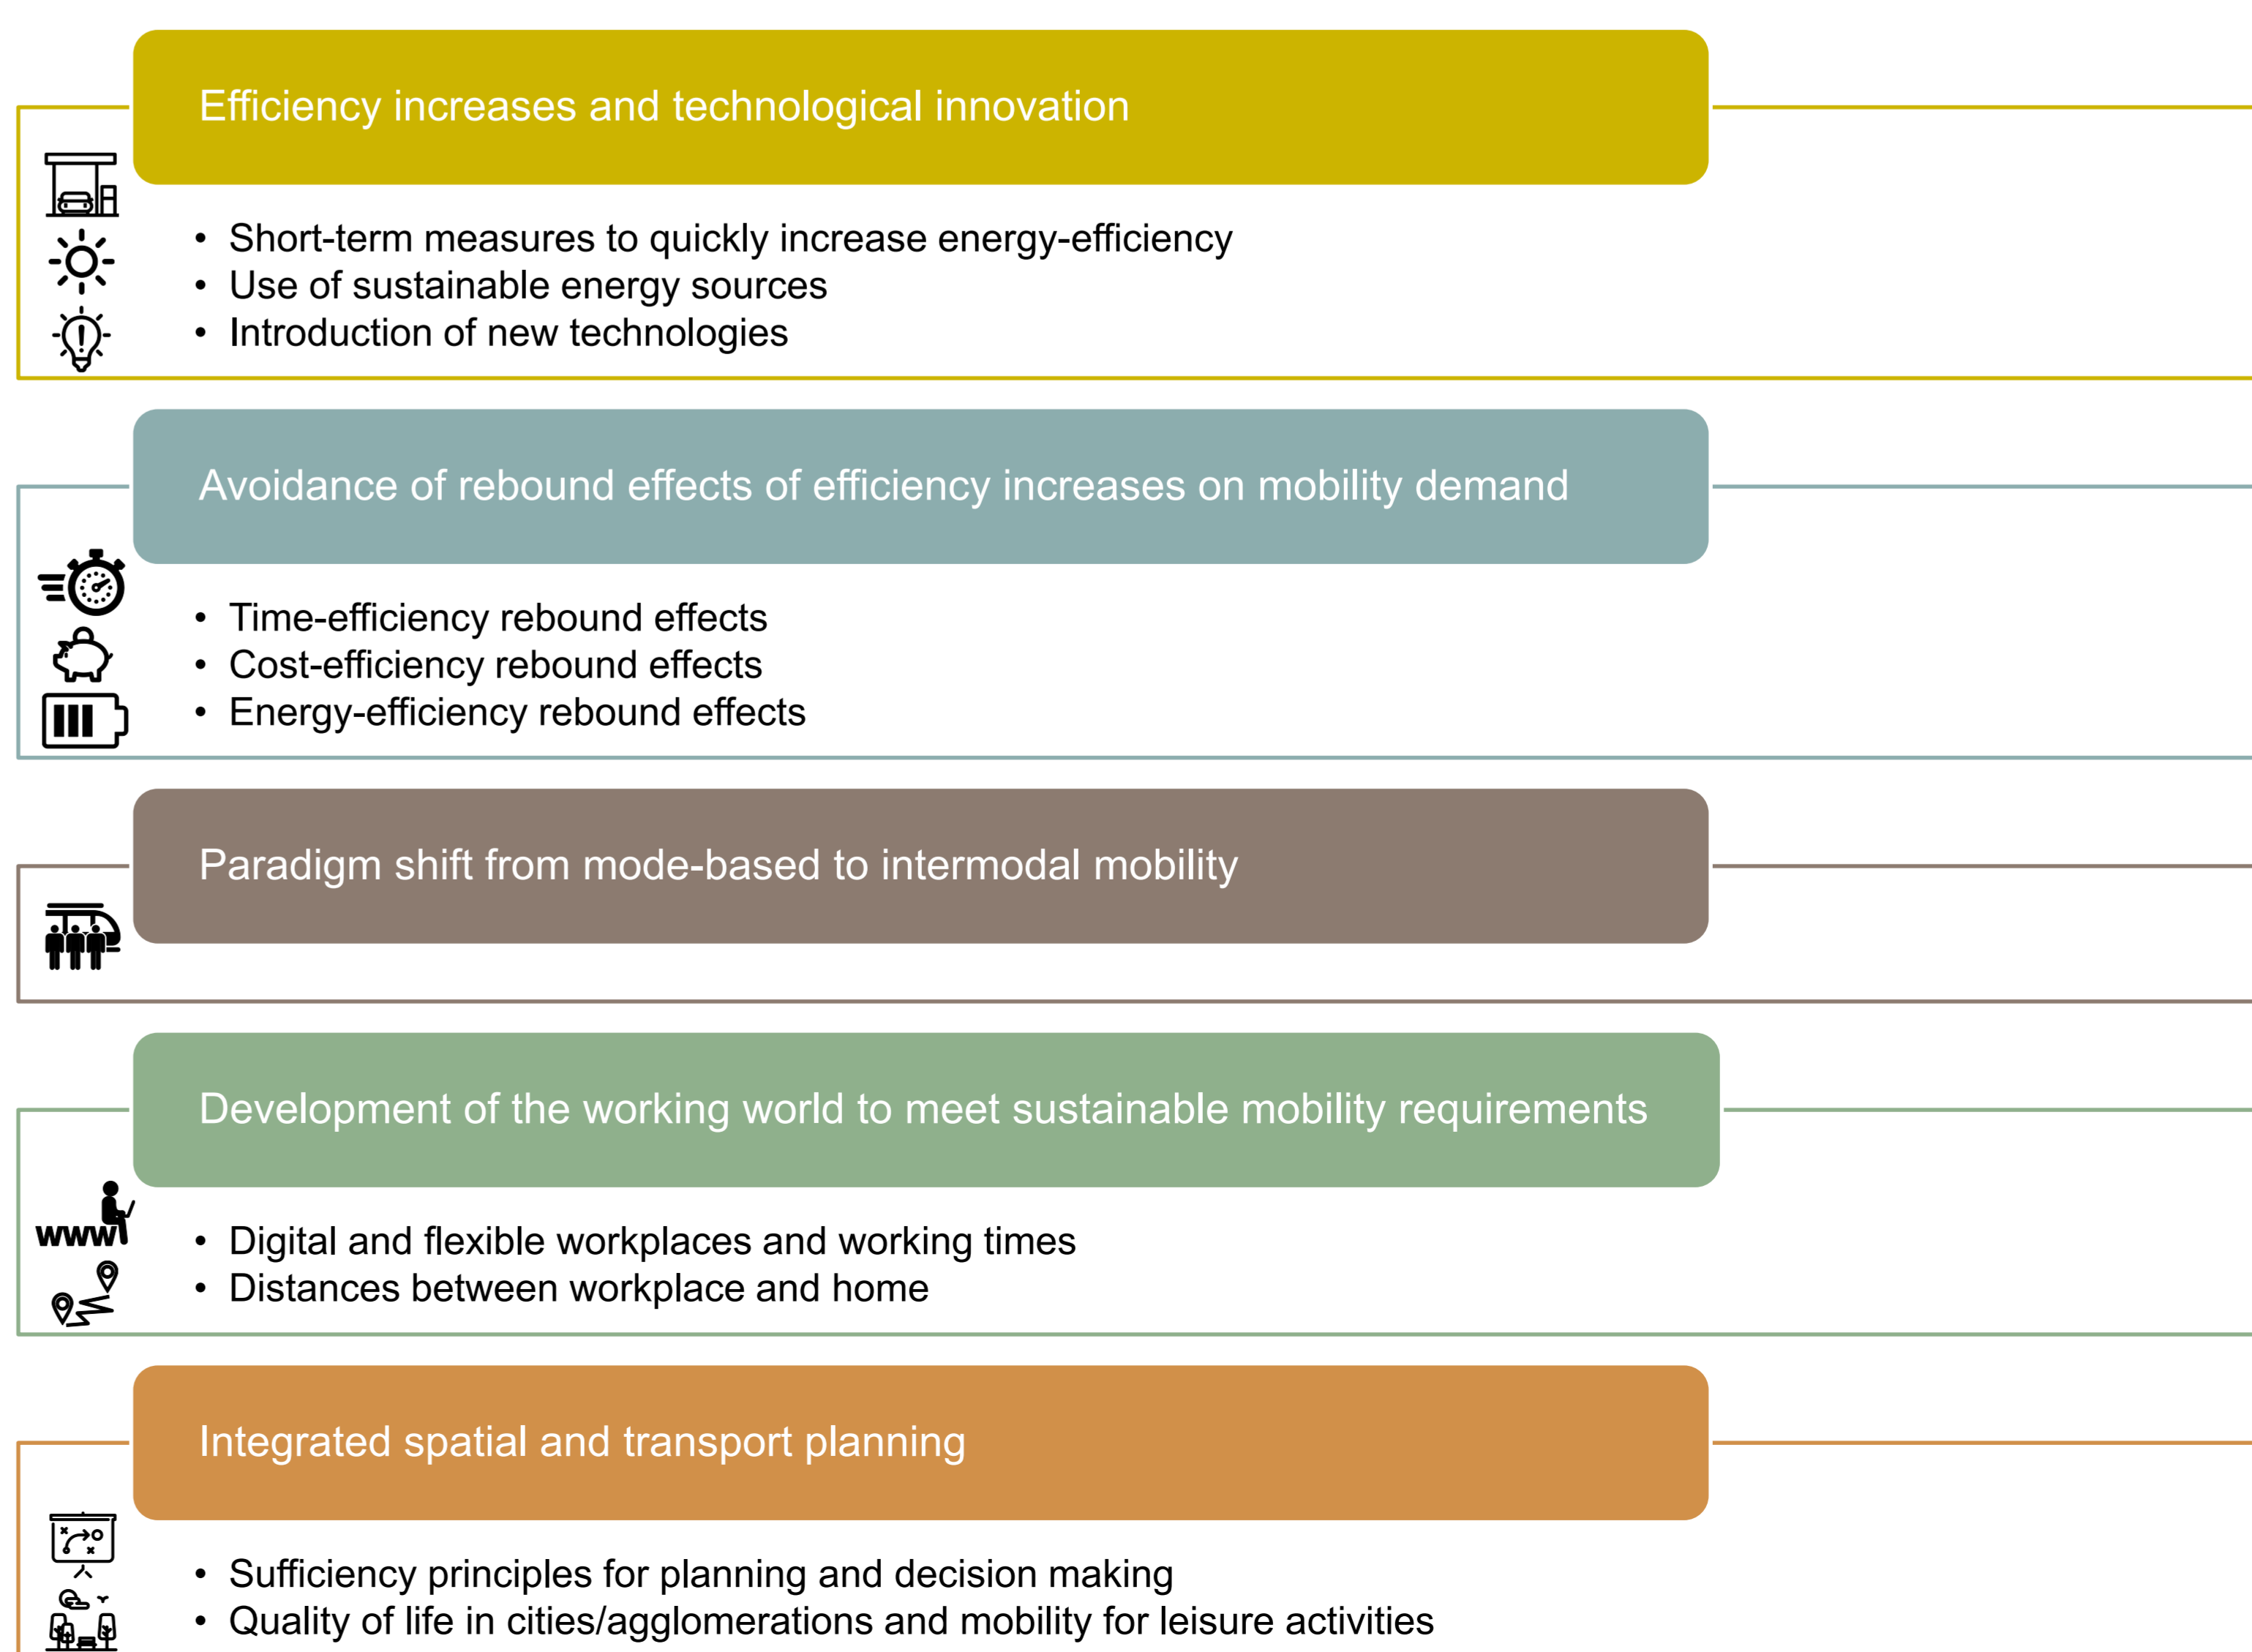 Efficiency increases and technological innovation
• Short-term measures to quickly increase energy-efficiency
• Use of sustainable energy sources
• Introduction of new technologies
Avoidance of rebound effects of efficiency increases on mobility demand
• Time-efficiency rebound effects
• Cost-efficiency rebound effects
• Energy-efficiency rebound effects
Paradigm shift from mode-based to intermodal mobility
Development of the working world to meet sustainable mobility requirements
www
• Digital and flexible workplaces and working times
• Distances between workplace and home
Integrated spatial and transport planning
• Sufficiency principles for planning and decision making
• Quality of life in cities/agglomerations and mobility for leisure activities